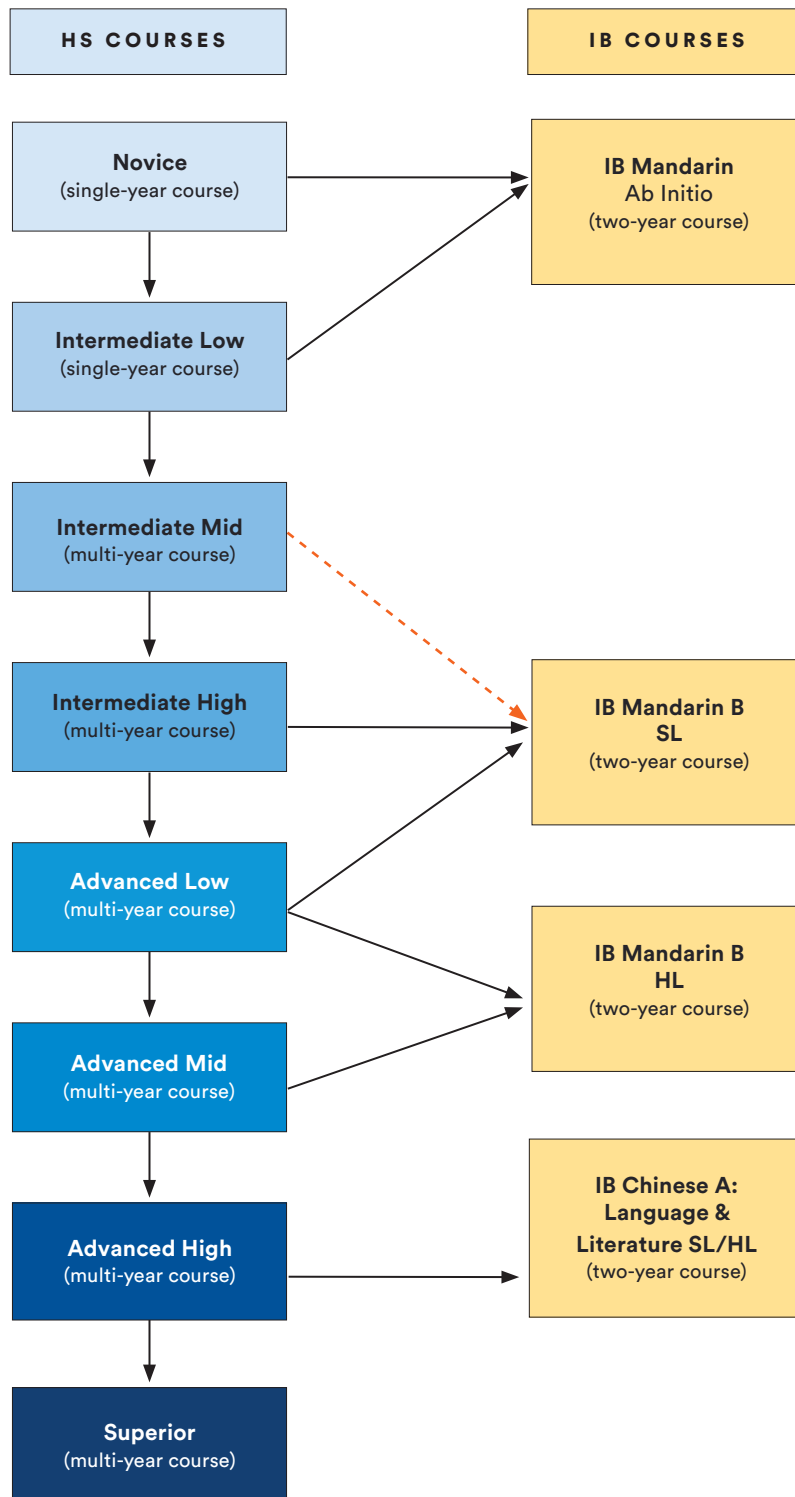 HS COURSES
IB COURSES
Novice
(single-year course)
IB Mandarin
Ab Initio
(two-year course)
Intermediate Low
(single-year course)
Intermediate Mid
(multi-year course)
Intermediate High
(multi-year course)
IB Mandarin B
SL
(two-year course)
Advanced Low
(multi-year course)
IB Mandarin B
HL
(two-year course)
Advanced Mid
(multi-year course)
IB Chinese A:
Language &
Literature SL/HL
(two-year course)
Advanced High
(multi-year course)
Superior
(multi-year course)